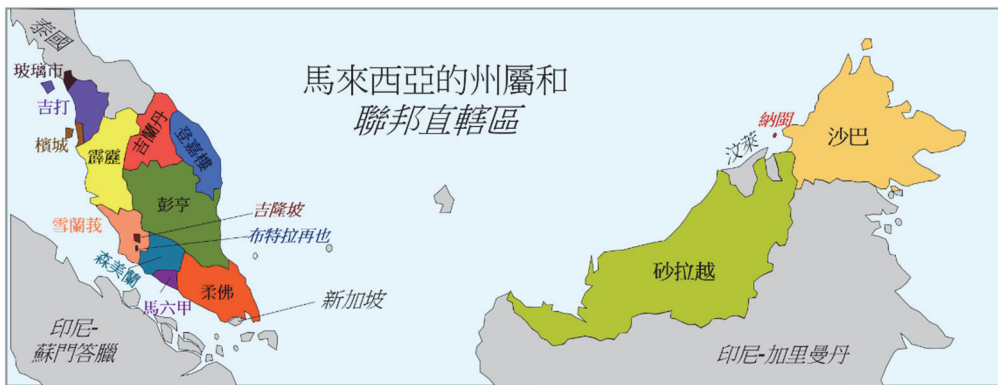 馬來西亞的州屬和
聯邦直轄區
泰國
玻璃市
吉打
檳城
霹靂
吉蘭丹
登嘉樓
彭亨
雪蘭莪
吉隆坡
布特拉再也
森美蘭
馬六甲
柔佛
新加坡
印尼-
蘇門答臘
納閩
汶萊
沙巴
砂拉越
印尼-加里曼丹